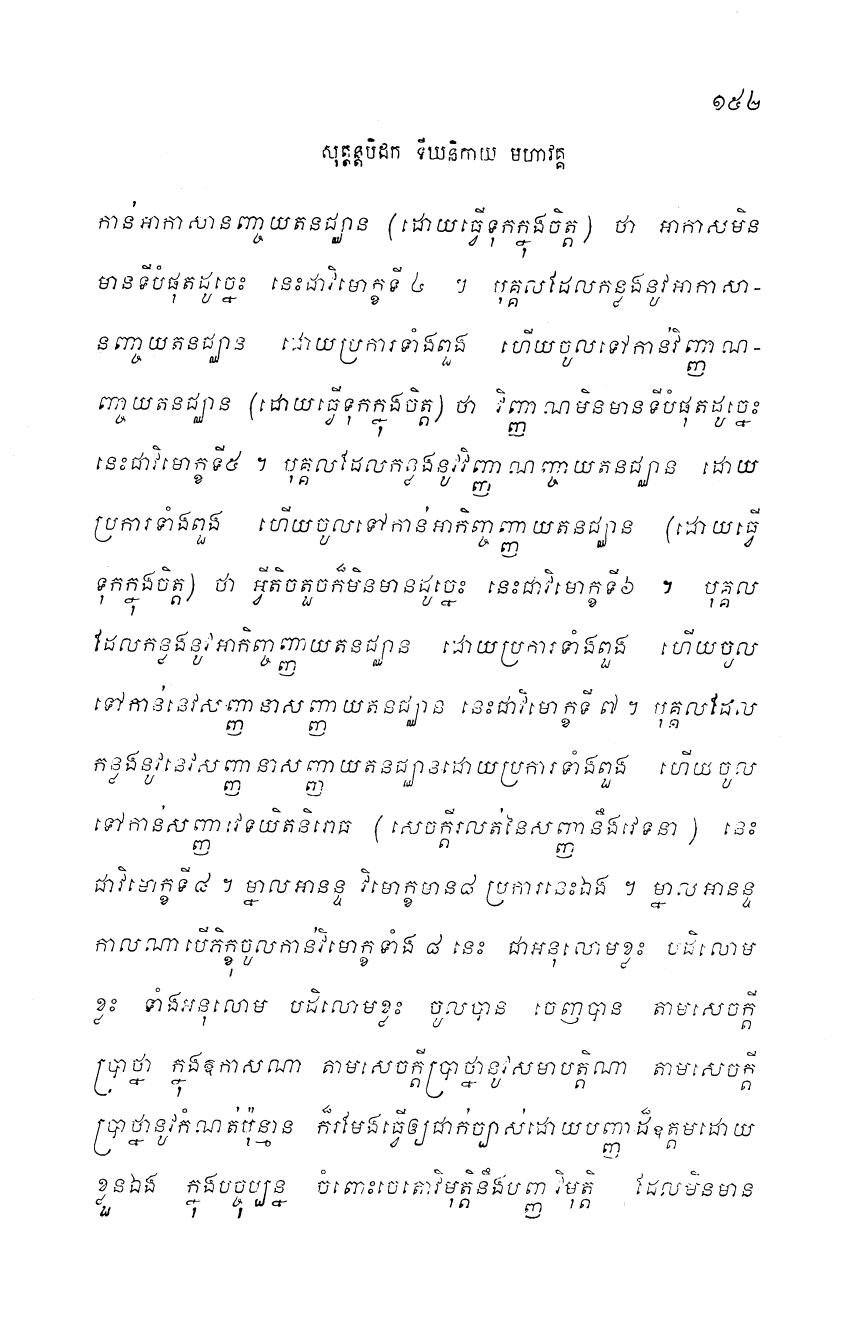 ១៥២
សុត្តន្តបិដក ទីឃនិកាយ មហាវគ្គ
កាន់អាកាសានញ្ចាយតនជ្ឈាន (ដោយធ្វើទុកក្នុងចិត្ត) ថា អាកាសមិន
មានទីបំផុតដូច្នេះ នេះជាវិមោក្ខទី ៤ ។ បុគ្គលដែលកន្លងនូវអាកាសា-
នញ្ចាយតនជ្ឈាន ដោយប្រការទាំងពួង ហើយចូលទៅកាន់វិញ្ញាណ-
ញ្ចាយតនជ្ឈាន (ដោយធ្វើទុកក្នុងចិត្ត) ថា វិញ្ញាណមិនមានទីបំផុតដូច្នេះ
នេះជាវិមោក្ខទី៥ ។ បុគ្គលដែលកន្លងនូវវិញ្ញាណញ្ចាយតនជ្ឈាន ដោយ
ប្រការទាំងពួង ហើយចូលទៅកាន់អាកិញ្ចញ្ញាយតនជ្ឈាន (ដោយធ្វើ
ទុកក្នុងចិត្ត) ថា អ្វីតិចតួចក៏មិនមានដូច្នេះ នេះជាវិមោក្ខទី៦ ។ បុគ្គល
ដែលកន្លងនូវអាកិញ្ចញ្ញាយតនជ្ឈាន ដោយប្រការទាំងពួង ហើយចូល
ទៅកាន់នេវសញ្ញានាសញ្ញាយតនជ្ឈាន នេះជាវិមោក្ខទី ៧ ។ បុគ្គលដែល
កន្លងនូវនេវសញ្ញានាសញ្ញាយតនជ្ឈានដោយប្រការទាំងពួង ហើយចូល
ទៅកាន់សញ្ញាវេទយិតនិរោធ (សេចក្តីរលត់នៃសញ្ញានឹងវេទនា) នេះ
ជាវិមោក្ខទី៨ ។ ម្នាលអានន្ទ វិមោក្ខមាន៨ ប្រការនេះឯង ។ ម្នាលអានន្ទ
កាលណាបើភិក្ខុចូលកាន់វិមោក្ខទាំង ៨ នេះ ជាអនុលោមខ្លះ បដិលោម
ខ្លះ ទាំងអនុលោម បដិលោមខ្លះ ចូលបាន ចេញបាន តាមសេចក្តី
ប្រាថ្នា ក្នុងឱកាសណា តាមសេចក្តីប្រាថ្នានូវសមាបត្តិណា តាមសេចក្តី
ប្រាថ្នានូវកំណត់ប៉ុន្មាន ក៏រមែងធ្វើឲ្យជាក់ច្បាស់ដោយបញ្ញាដ៏ឧត្តមដោយ
ខ្លួនឯង ក្នុងបច្ចុប្បន្ន ចំពោះចេតោវិមុត្តិនឹងបញ្ញាវិមុត្តិ ដែលមិនមាន